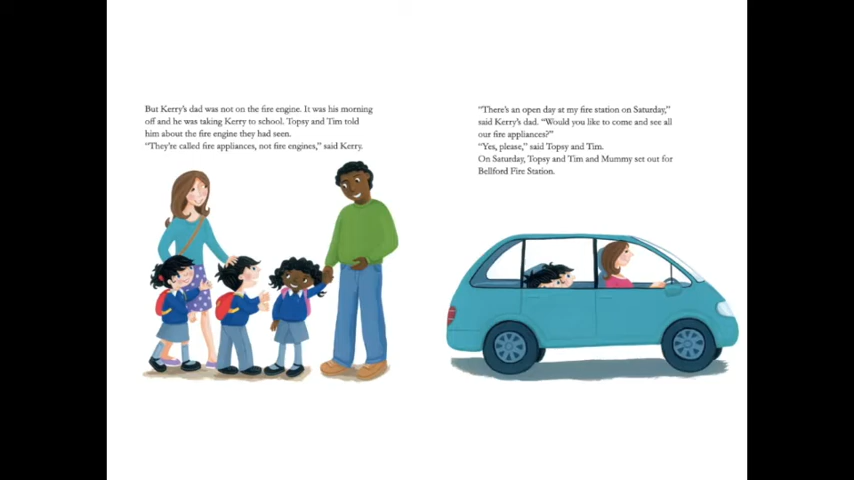 But Kerry's dad was not on the fire engine. It was his morning
off and he was taking Kerry to school. Topsy and Tim told
him about the fire engine they had seen.
"They're called fire appliances, not fire engines," said Kerry.
"There's an open day at my fire station on Saturday,"
said Kerry's dad. "Would you like to come and see all
our fire appliances?"
"Yes, please," said Topsy and Tim.
On Saturday, Topsy and Tim and Mummy set out for
Bellford Fire Station.